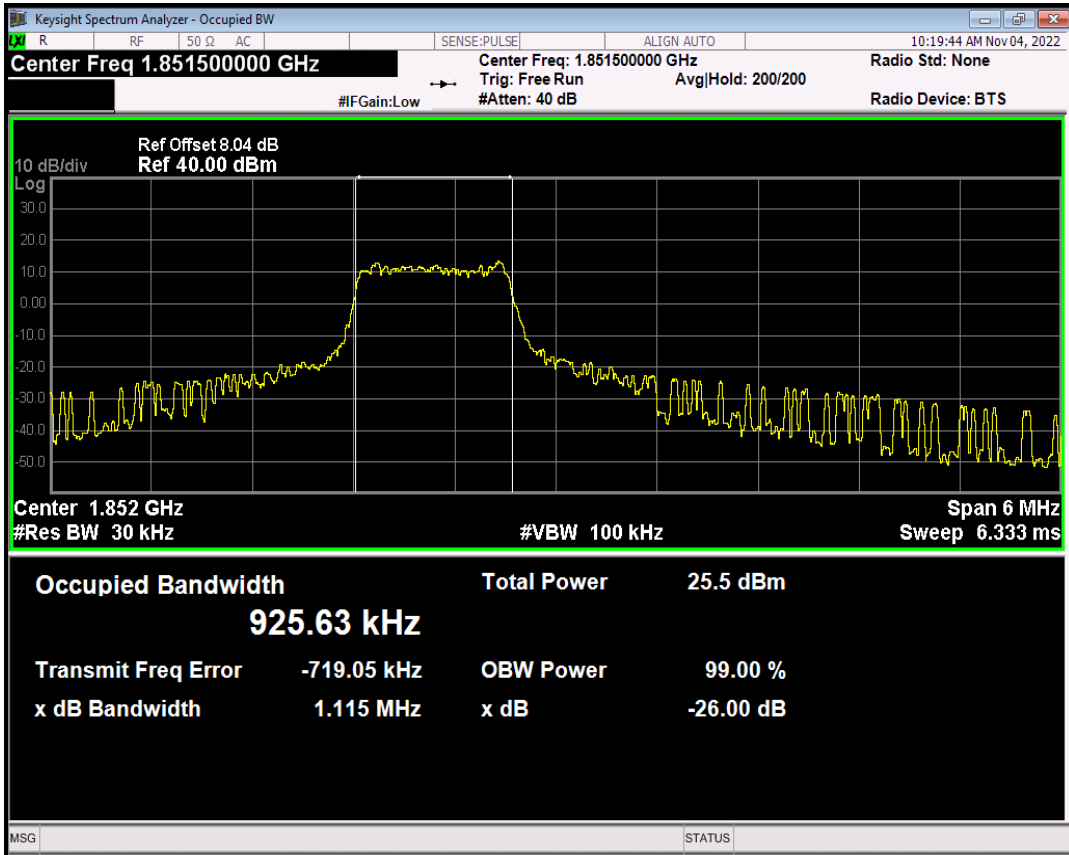 Keysight Spectrum Analyzer - Occupied BW
LXI R RF 50 Ω AC SENSE:PULSE ALIGN AUTO 10:19:44 AM Nov 04, 2022
Center Freq 1.851500000 GHz Center Freq: 1.851500000 GHz Radio Std: None
Trig: Free Run Avg|Hold: 200/200
#IFGain:Low #Atten: 40 dB Radio Device: BTS
Ref Offset 8.04 dB
10 dB/div Ref 40.00 dBm
Log
30.0
20.0
10.0
0.00
-10.0
-20.0
-30.0
-40.0
-50.0
Center 1.852 GHz Span 6 MHz
#Res BW 30 kHz #VBW 100 kHz Sweep 6.333 ms
Occupied Bandwidth Total Power 25.5 dBm
925.63 kHz
Transmit Freq Error -719.05 kHz OBW Power 99.00 %
x dB Bandwidth 1.115 MHz x dB -26.00 dB
MSG STATUS